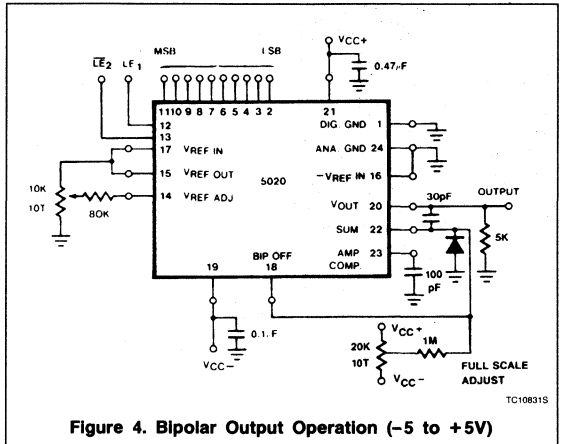 VCC+
MSB LSB
LE2 LE1
0.47μF
11 10 9 8 7 6 5 4 3 2
21
12
13
DIG. GND 1
17 VREF IN
ANA. GND 24
15 VREF OUT
−VREF IN 16
5020
10K
10T
80K
14 VREF ADJ
30pF
OUTPUT
VOUT 20
SUM 22
5K
BIP OFF
AMP 23
COMP.
19
18
100
pF
0.1μF
VCC−
VCC+
20K
10T
1M
VCC−
FULL SCALE
ADJUST
TC10831S
Figure 4. Bipolar Output Operation (−5 to +5V)